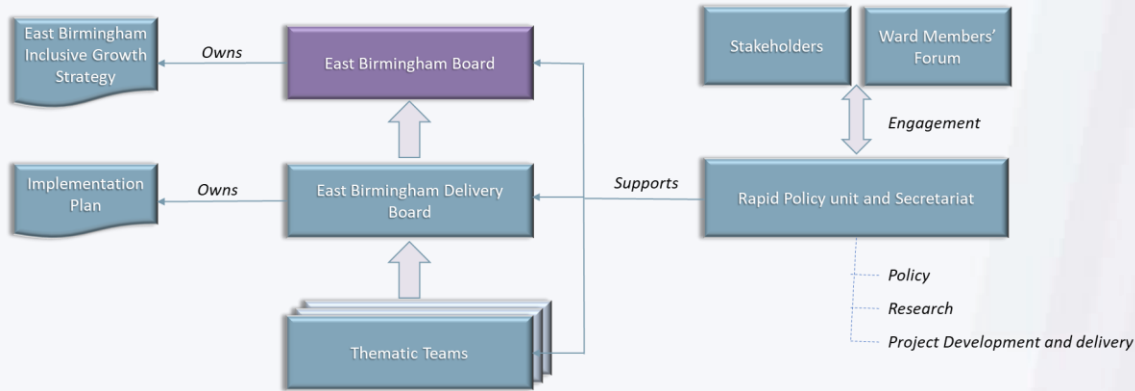 East Birmingham
Inclusive Growth
Strategy
Owns
East Birmingham Board
Stakeholders
Ward Members'
Forum
Engagement
Implementation
Plan
Owns
East Birmingham Delivery
Board
Supports
Rapid Policy unit and Secretariat
Policy
Research
Project Development and delivery
Thematic Teams